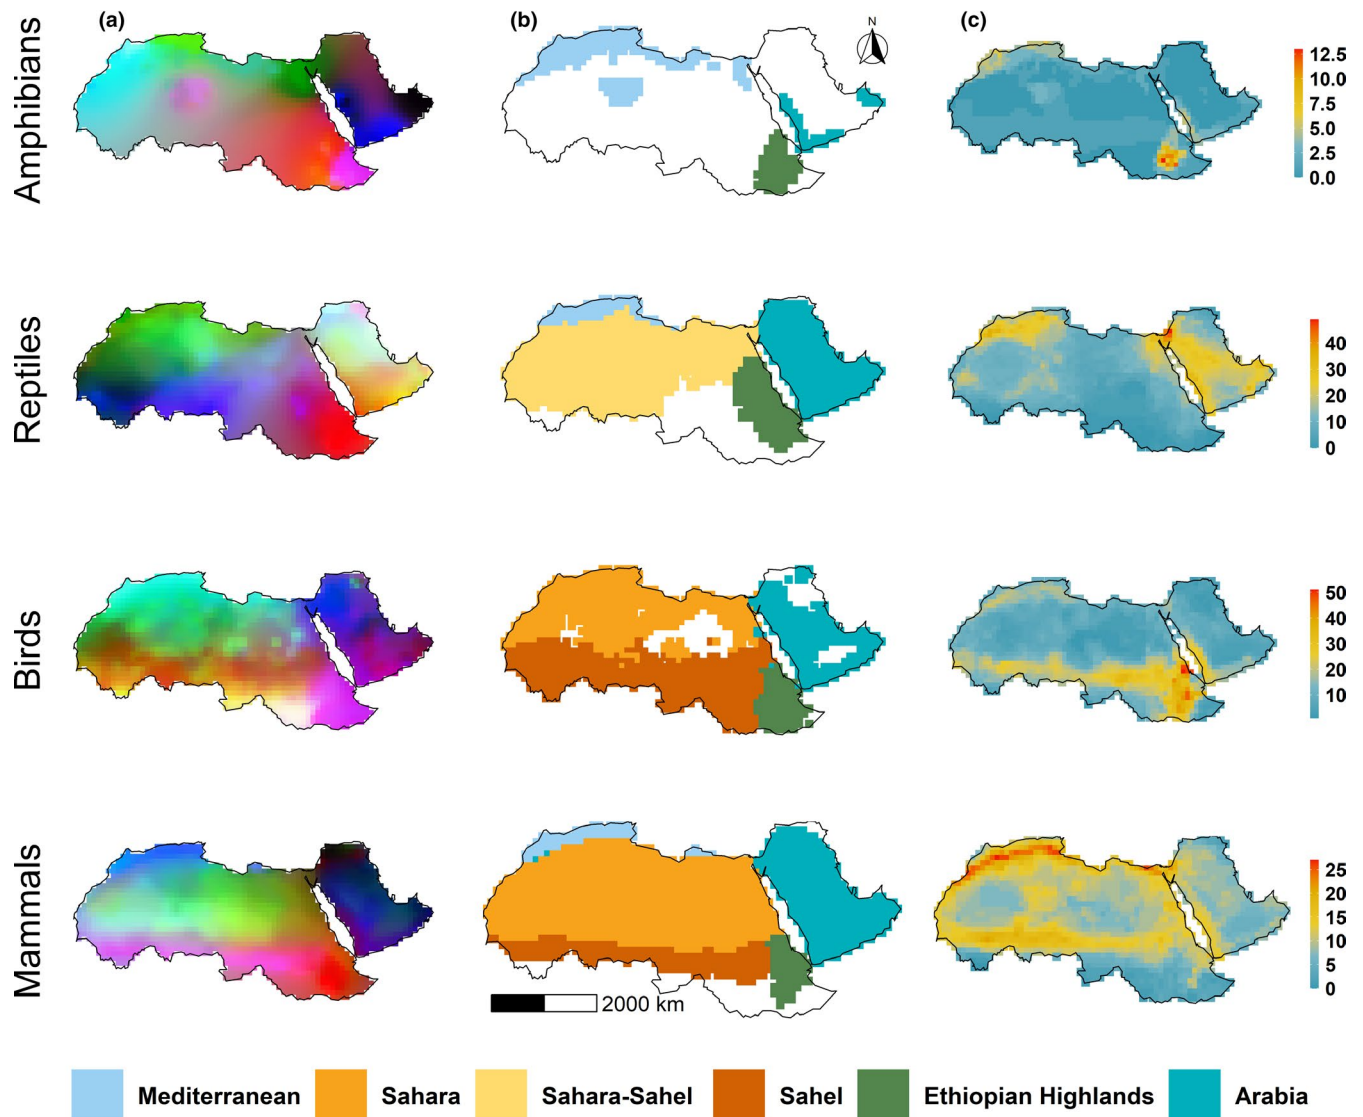 (a) (b) (c)
N
Amphibians
12.5
10.0
7.5
5.0
2.5
0.0
Reptiles
40
30
20
10
0
Birds
50
40
30
20
10
Mammals
25
20
15
10
5
0
2000 km
Mediterranean Sahara Sahara-Sahel Sahel Ethiopian Highlands Arabia